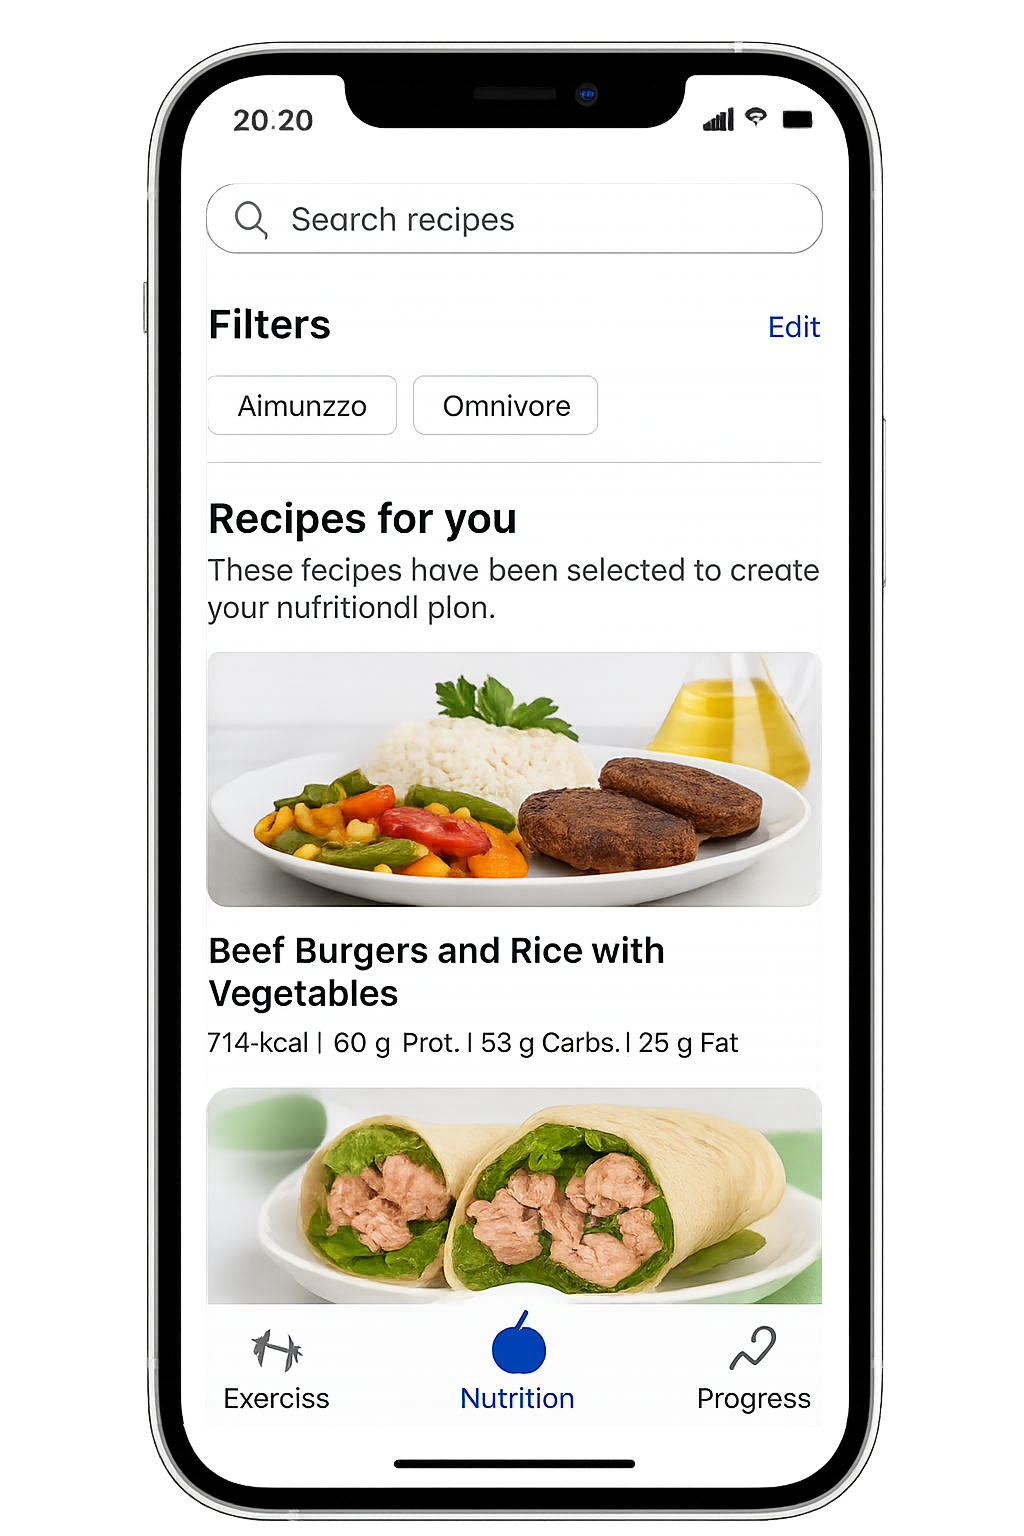 20:20
Search recipes
Filters
Edit
Aimunzzo
Omnivore
Recipes for you
These fecipes have been selected to create
your nufritiondl plon.
Beef Burgers and Rice with
Vegetables
714-kcal | 60 g Prot. | 53 g Carbs. | 25 g Fat
Exerciss
Nutrition
Progress